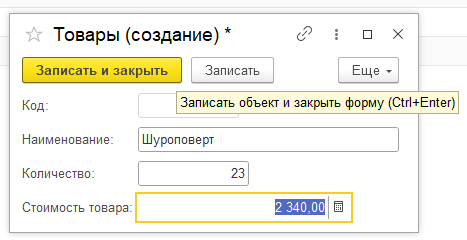 Товары (создание) *
Записать и закрыть Записать Еще
Записать объект и закрыть форму (Ctrl+Enter)
Код:
Наименование: Шуроповерт
Количество: 23
Стоимость товара: 2 340,00